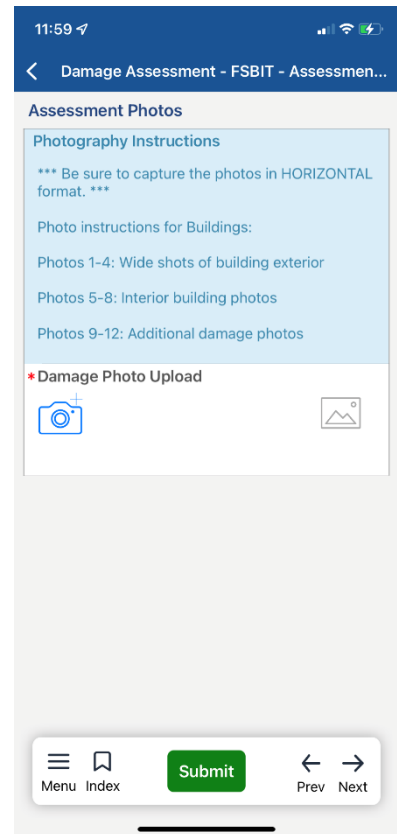 11:59
Damage Assessment - FSBIT - Assessmen...
Assessment Photos
Photography Instructions
*** Be sure to capture the photos in HORIZONTAL
format. ***
Photo instructions for Buildings:
Photos 1-4: Wide shots of building exterior
Photos 5-8: Interior building photos
Photos 9-12: Additional damage photos
*Damage Photo Upload
Menu Index Submit Prev Next